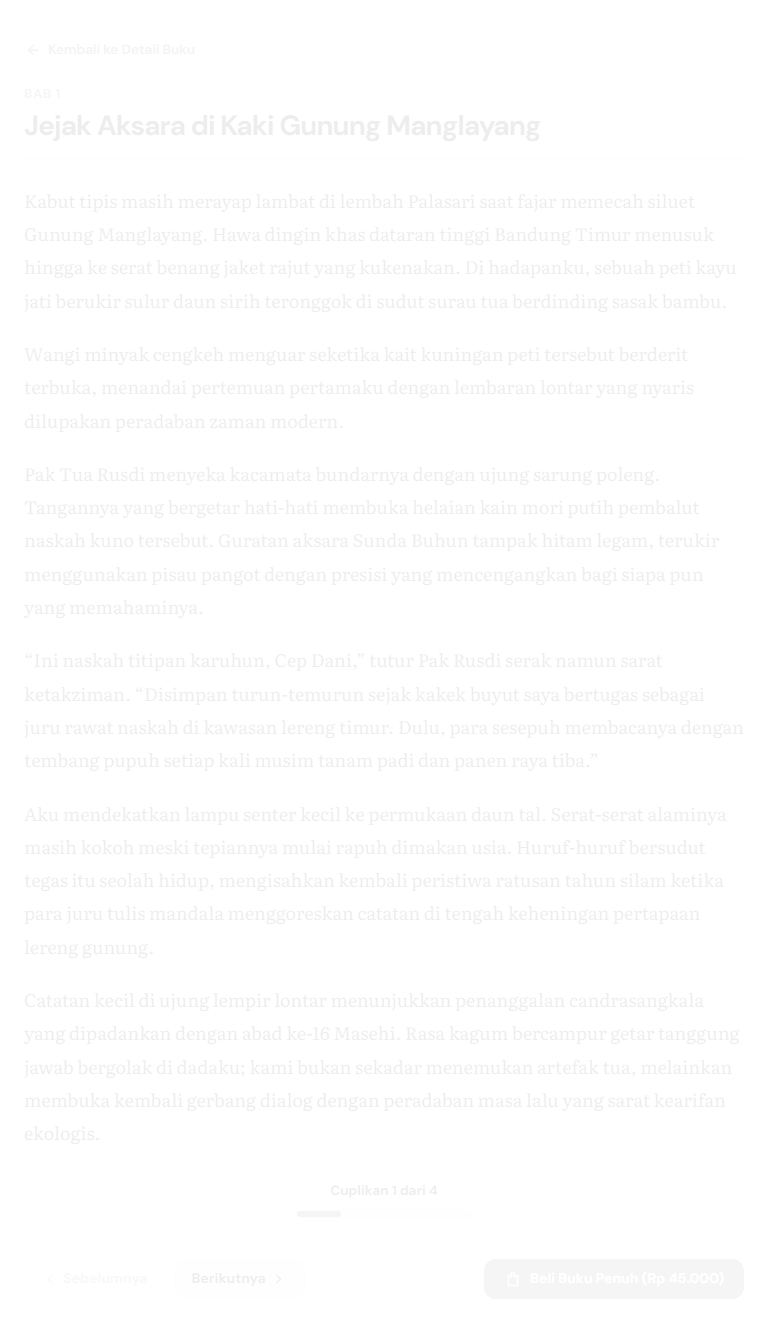 Kembali ke Detail Buku
BAB 1
Jejak Aksara di Kaki Gunung Manglayang
Kabut tipis masih merayap lambat di lembah Palasari saat fajar memecah siluet
Gunung Manglayang. Hawa dingin khas dataran tinggi Bandung Timur menusuk
hingga ke serat benang jaket rajut yang kukenakan. Di hadapanku, sebuah peti kayu
jati berukir sulur daun sirih teronggok di sudut surau tua berdinding sasak bambu.
Wangi minyak cengkeh menguar seketika kait kuningan peti tersebut berderit
terbuka, menandai pertemuan pertamaku dengan lembaran lontar yang nyaris
dilupakan peradaban zaman modern.
Pak Tua Rusdi menyeka kacamata bundarnya dengan ujung sarung poleng.
Tangannya yang bergetar hati-hati membuka helaian kain mori putih pembalut
naskah kuno tersebut. Guratan aksara Sunda Buhun tampak hitam legam, terukir
menggunakan pisau pangot dengan presisi yang mencengangkan bagi siapa pun
yang memahaminya.
“Ini naskah titipan karuhun, Cep Dani,” tutur Pak Rusdi serak namun sarat
ketakziman. “Disimpan turun-temurun sejak kakek buyut saya bertugas sebagai
juru rawat naskah di kawasan lereng timur. Dulu, para sesepuh membacanya dengan
tembang pupuh setiap kali musim tanam padi dan panen raya tiba.”
Aku mendekatkan lampu senter kecil ke permukaan daun tal. Serat-serat alaminya
masih kokoh meski tepiannya mulai rapuh dimakan usia. Huruf-huruf bersudut
tegas itu seolah hidup, mengisahkan kembali peristiwa ratusan tahun silam ketika
para juru tulis mandala menggoreskan catatan di tengah keheningan pertapaan
lereng gunung.
Catatan kecil di ujung lempir lontar menunjukkan penanggalan candrasangkala
yang dipadankan dengan abad ke-16 Masehi. Rasa kagum bercampur getar tanggung
jawab bergolak di dadaku; kami bukan sekadar menemukan artefak tua, melainkan
membuka kembali gerbang dialog dengan peradaban masa lalu yang sarat kearifan
ekologis.
Cuplikan 1 dari 4
Sebelumnya
Berikutnya
Beli Buku Penuh (Rp 45.000)